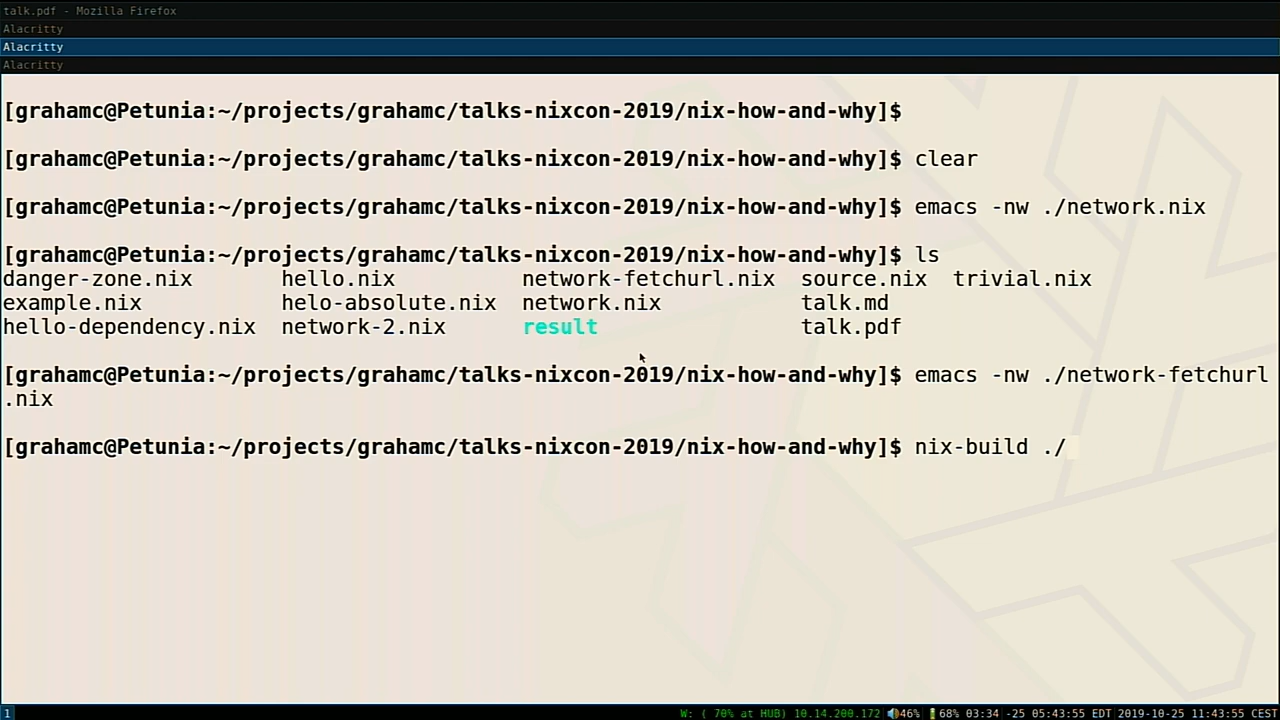 talk.pdf - Mozilla Firefox
Alacritty
Alacritty
Alacritty
[grahamc@Petunia:~/projects/grahamc/talks-nixcon-2019/nix-how-and-why]$
[grahamc@Petunia:~/projects/grahamc/talks-nixcon-2019/nix-how-and-why]$ clear
[grahamc@Petunia:~/projects/grahamc/talks-nixcon-2019/nix-how-and-why]$ emacs -nw ./network.nix
[grahamc@Petunia:~/projects/grahamc/talks-nixcon-2019/nix-how-and-why]$ ls
danger-zone.nix hello.nix network-fetchurl.nix source.nix trivial.nix
example.nix helo-absolute.nix network.nix talk.md
hello-dependency.nix network-2.nix result talk.pdf
[grahamc@Petunia:~/projects/grahamc/talks-nixcon-2019/nix-how-and-why]$ emacs -nw ./network-fetchurl
.nix
[grahamc@Petunia:~/projects/grahamc/talks-nixcon-2019/nix-how-and-why]$ nix-build ./
1 W: ( 70% at HUB) 10.14.200.172 46% 68% 03:34 -25 05:43:55 EDT 2019-10-25 11:43:55 CEST